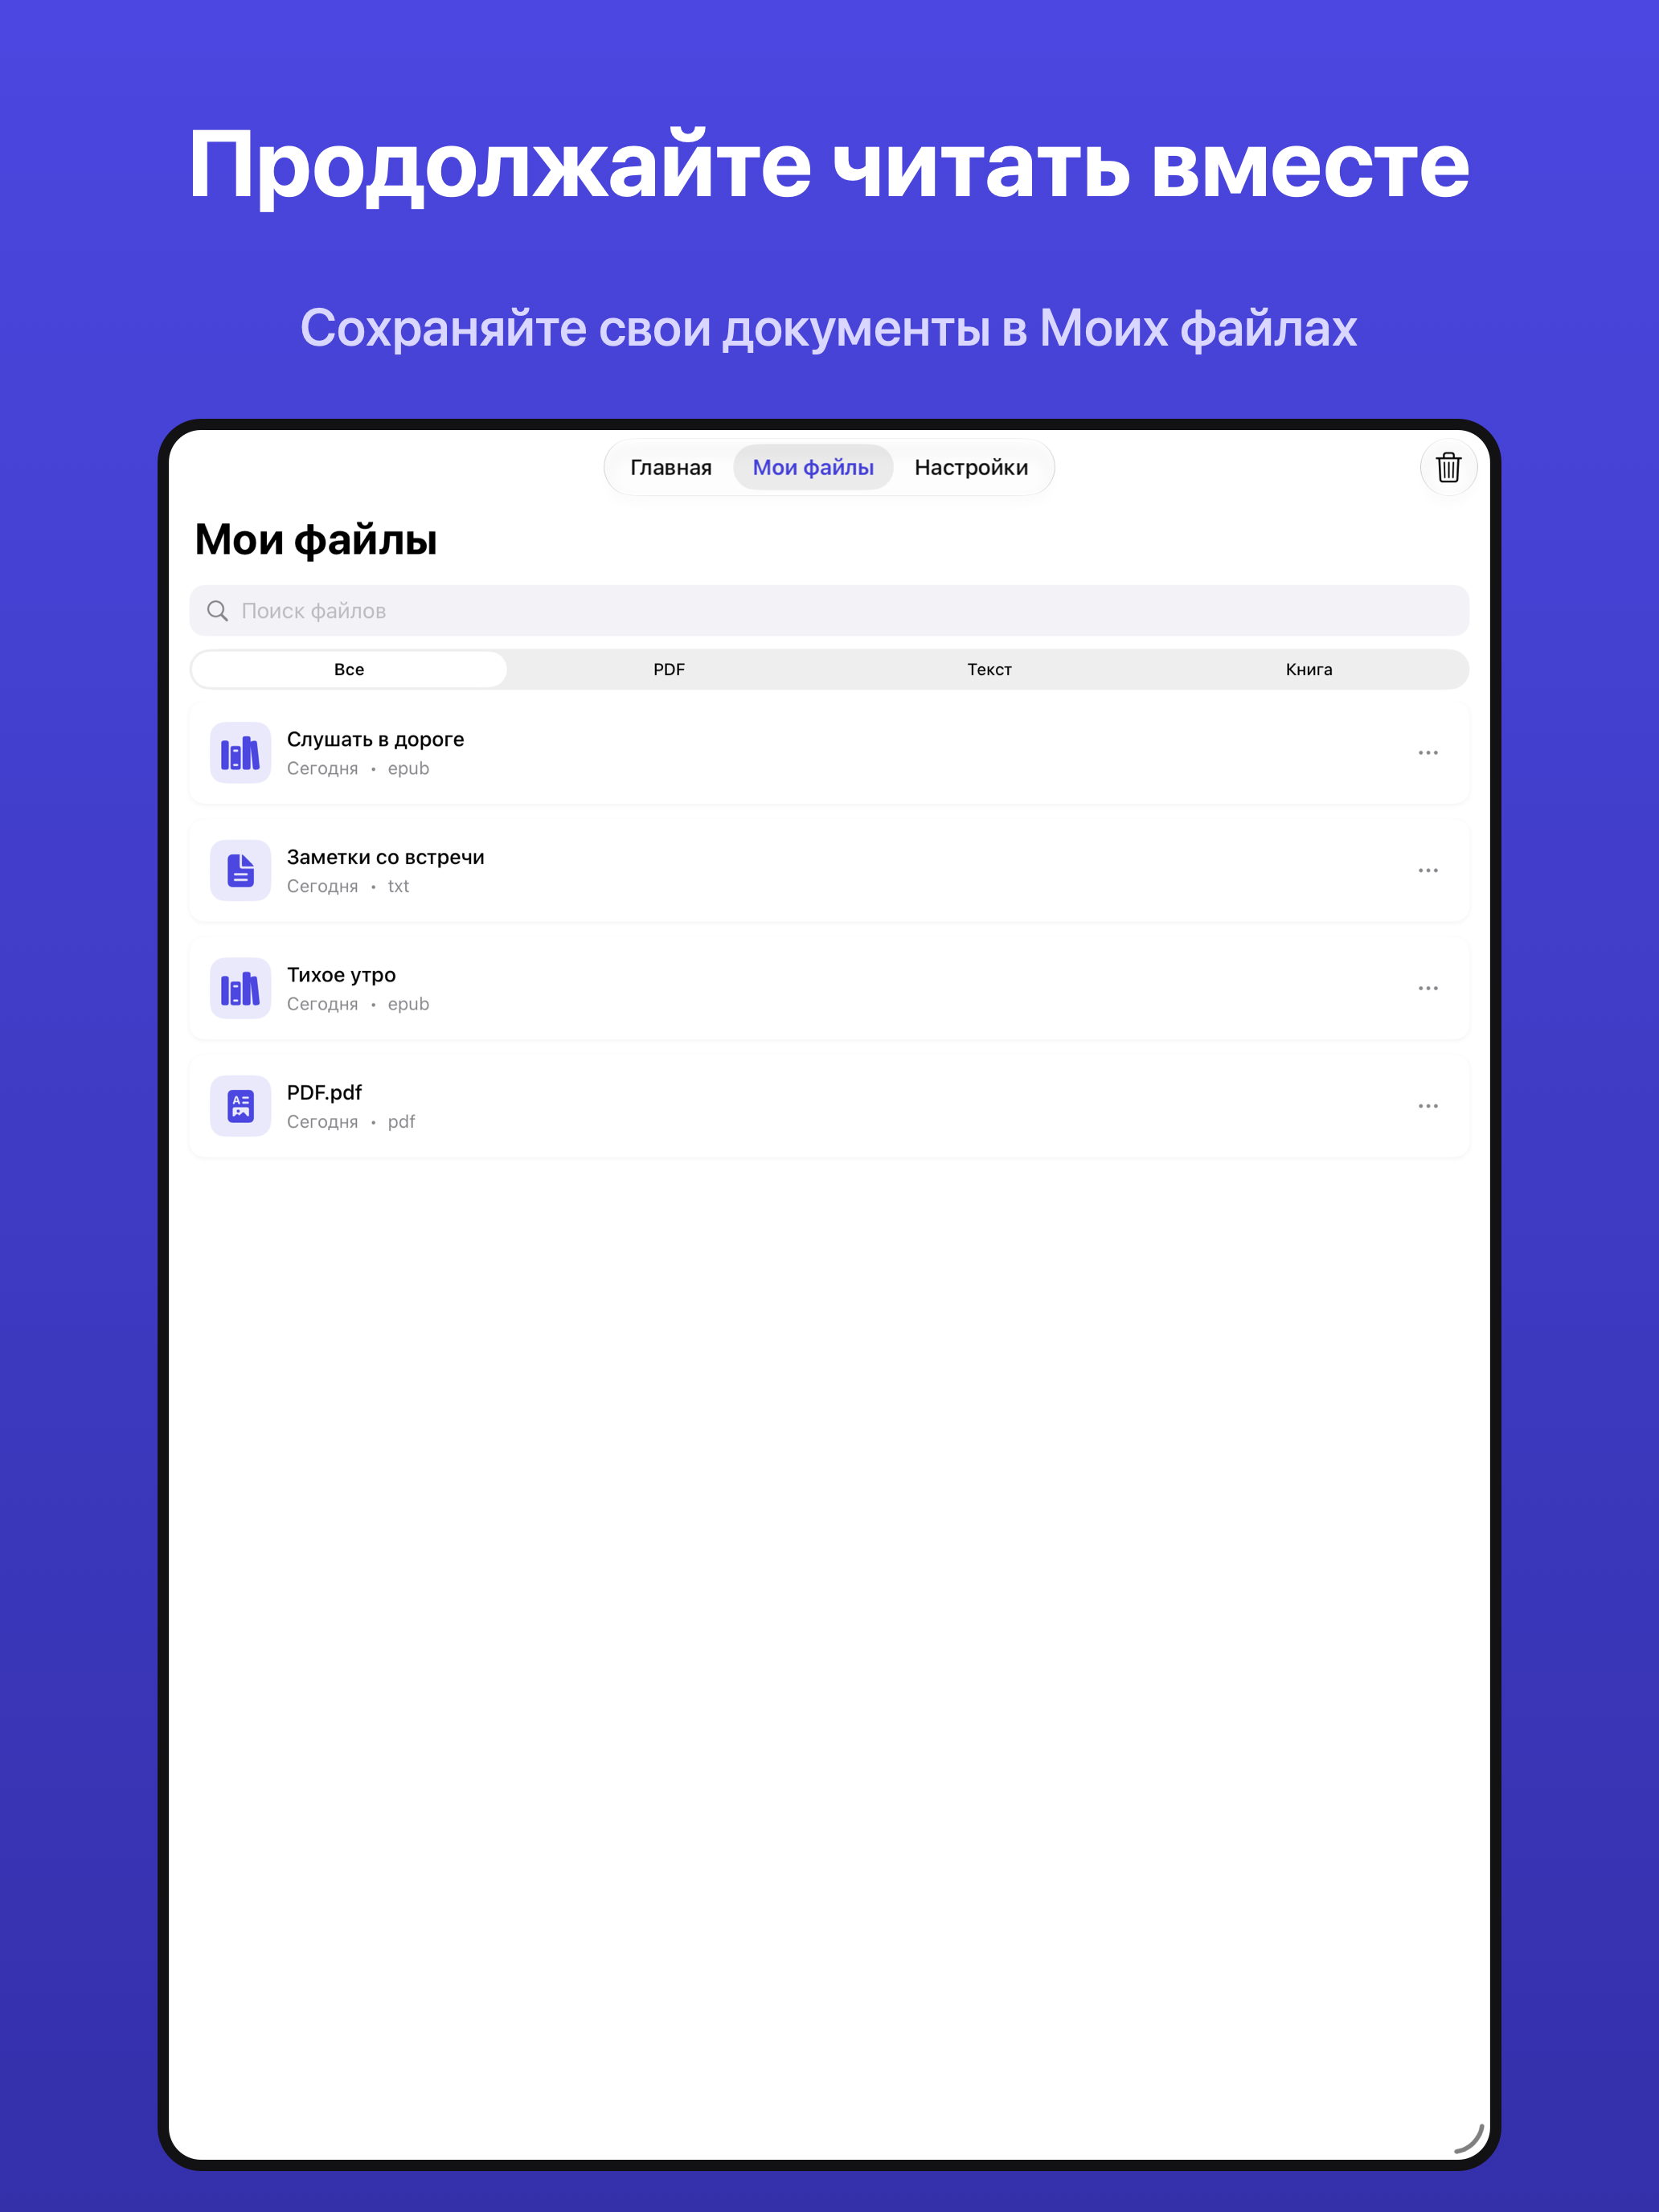 Продолжайте читать вместе
Сохраняйте свои документы в Моих файлах
Главная Мои файлы Настройки
Мои файлы
Поиск файлов
Все PDF Текст Книга
Слушать в дороге
Сегодня • epub
Заметки со встречи
Сегодня • txt
Тихое утро
Сегодня • epub
PDF.pdf
Сегодня • pdf